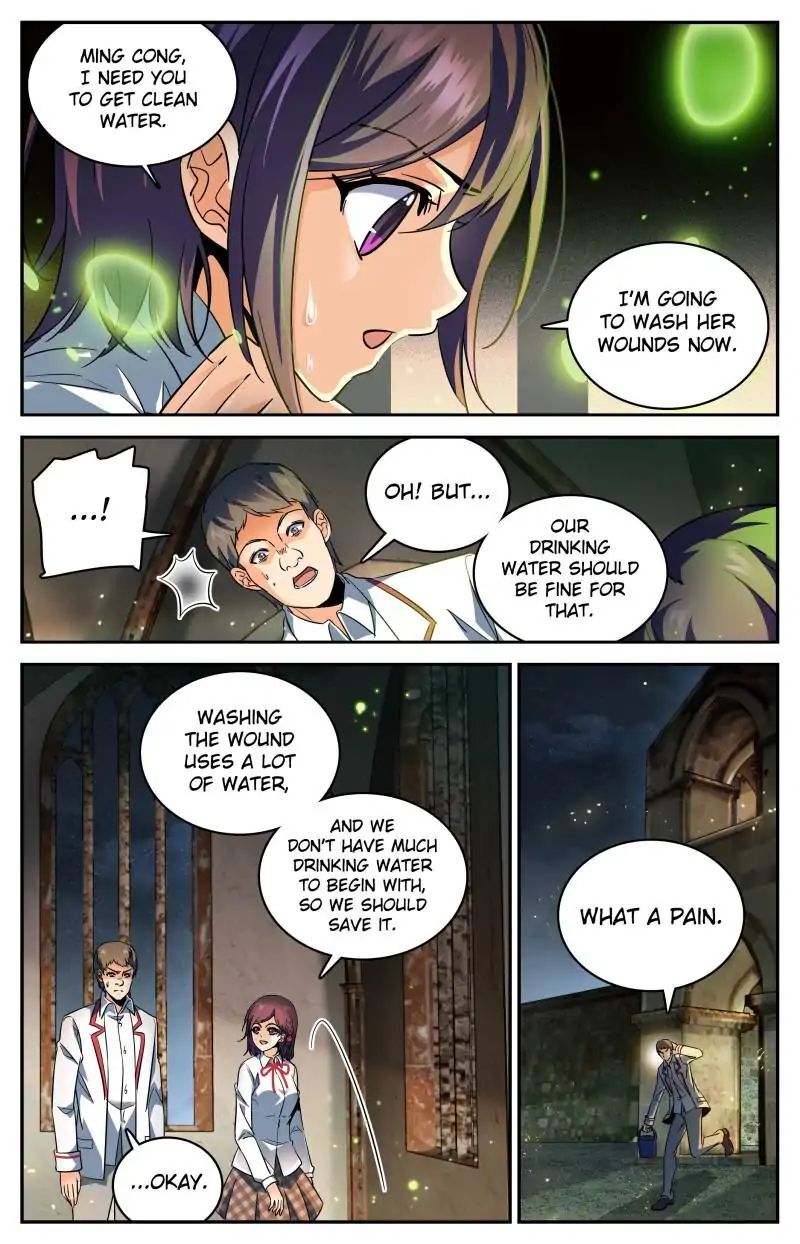 MING CONG,
I NEED YOU
TO GET CLEAN
WATER.
I'M GOING
TO WASH HER
WOUNDS NOW.
...!
OH! BUT...
OUR
DRINKING
WATER SHOULD
BE FINE FOR
THAT.
WASHING
THE WOUND
USES A LOT
OF WATER,
AND WE
DON'T HAVE MUCH
DRINKING WATER
TO BEGIN WITH,
SO WE SHOULD
SAVE IT.
...OKAY.
WHAT A PAIN.